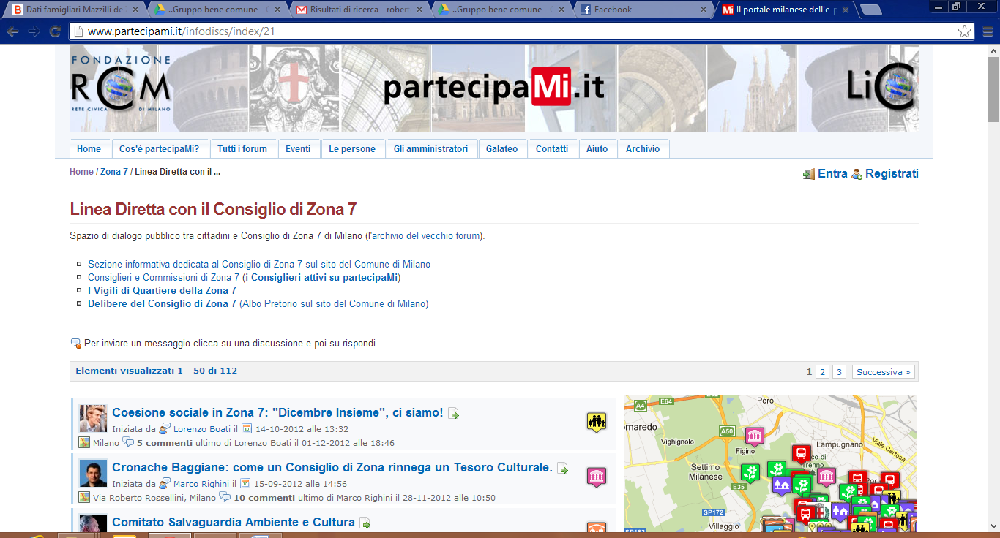 Dati famigliari Mazzilli de
..Gruppo bene comune - 
Risultati di ricerca - robert
..Gruppo bene comune - 
Facebook
Mi Il portale milanese dell'e-p
www.partecipami.it/infodiscs/index/21
FONDAZIONE
RCM
RETE CIVICA DI MILANO
partecipaMi.it
LiC
Home
Cos'è partecipaMi?
Tutti i forum
Eventi
Le persone
Gli amministratori
Galateo
Contatti
Aiuto
Archivio
Home / Zona 7 / Linea Diretta con il ...
Entra Registrati
Linea Diretta con il Consiglio di Zona 7
Spazio di dialogo pubblico tra cittadini e Consiglio di Zona 7 di Milano (l'archivio del vecchio forum).
Sezione informativa dedicata al Consiglio di Zona 7 sul sito del Comune di Milano
Consiglieri e Commissioni di Zona 7 (i Consiglieri attivi su partecipaMi)
I Vigili di Quartiere della Zona 7
Delibere del Consiglio di Zona 7 (Albo Pretorio sul sito del Comune di Milano)
Per inviare un messaggio clicca su una discussione e poi su rispondi.
Elementi visualizzati 1 - 50 di 112
1 2 3 Successiva »
Coesione sociale in Zona 7: "Dicembre Insieme", ci siamo!
Iniziata da Lorenzo Boati il 14-10-2012 alle 13:32
Milano 5 commenti ultimo di Lorenzo Boati il 01-12-2012 alle 18:46
Cronache Baggiane: come un Consiglio di Zona rinnega un Tesoro Culturale.
Iniziata da Marco Righini il 15-09-2012 alle 14:56
Via Roberto Rossellini, Milano 10 commenti ultimo di Marco Righini il 28-11-2012 alle 10:50
Comitato Salvaguardia Ambiente e Cultura
A4
E64
Pero
rnaredo
A50
Vighignolo
Figino
Lampugnano
Viale Certosa
Settimo
Milanese
E35
SP172
Villaggio